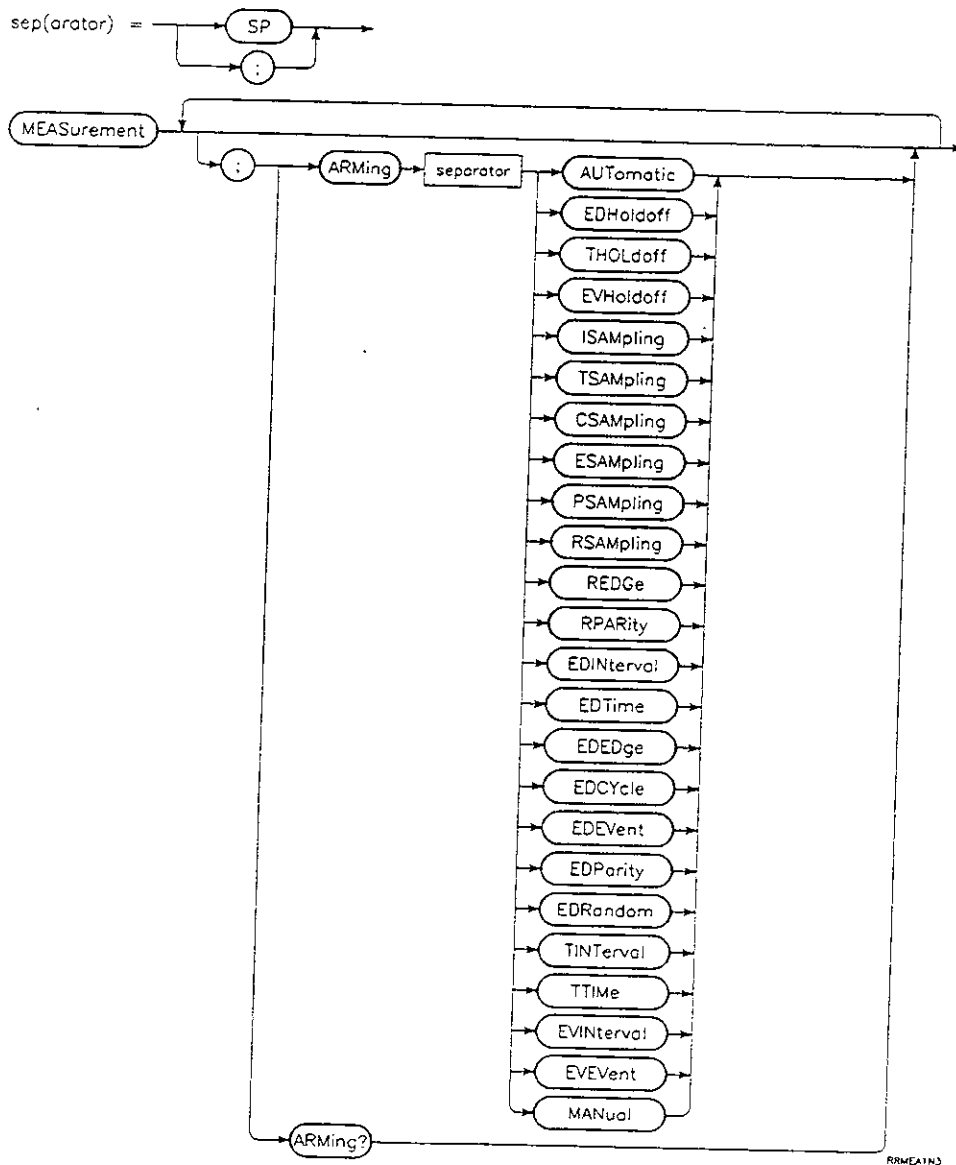 sep(arator) =
SP
:
MEASurement
:
ARMing
separator
AUTomatic
EDHoldoff
THOLdoff
EVHoldoff
ISAMpling
TSAMpling
CSAMpling
ESAMpling
PSAMpling
RSAMpling
REDGe
RPARity
EDINterval
EDTime
EDEDge
EDCYcle
EDEVent
EDParity
EDRandom
TINTerval
TTIMe
EVINterval
EVEVent
MANual
ARMing?
RRMEA1N3